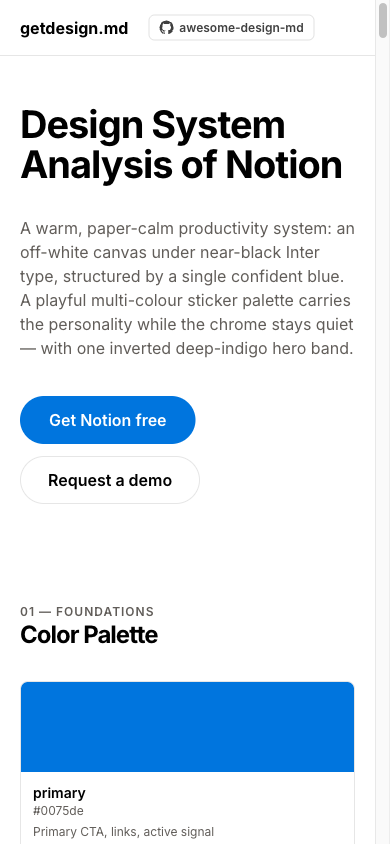 getdesign.md
awesome-design-md
Design System
Analysis of Notion
A warm, paper-calm productivity system: an
off-white canvas under near-black Inter
type, structured by a single confident blue.
A playful multi-colour sticker palette carries
the personality while the chrome stays quiet
— with one inverted deep-indigo hero band.
Get Notion free
Request a demo
01 — FOUNDATIONS
Color Palette
primary
#0075de
Primary CTA, links, active signal